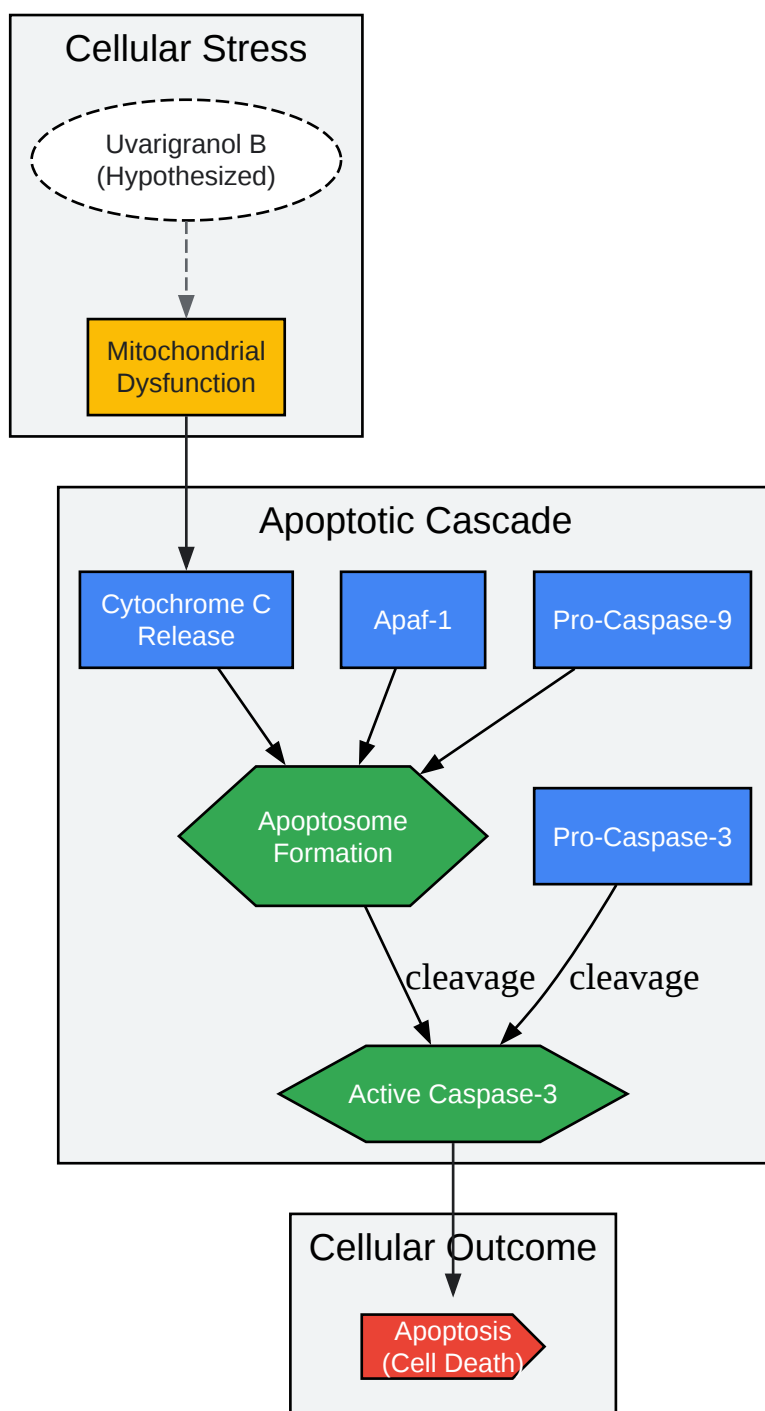 Cellular Stress
Uvarigranol B
(Hypothesized)
Mitochondrial
Dysfunction
Apoptotic Cascade
Cytochrome C
Release
Apaf-1
Pro-Caspase-9
Apoptosome
Formation
Pro-Caspase-3
cleavage
cleavage
Active Caspase-3
Cellular Outcome
Apoptosis
(Cell Death)